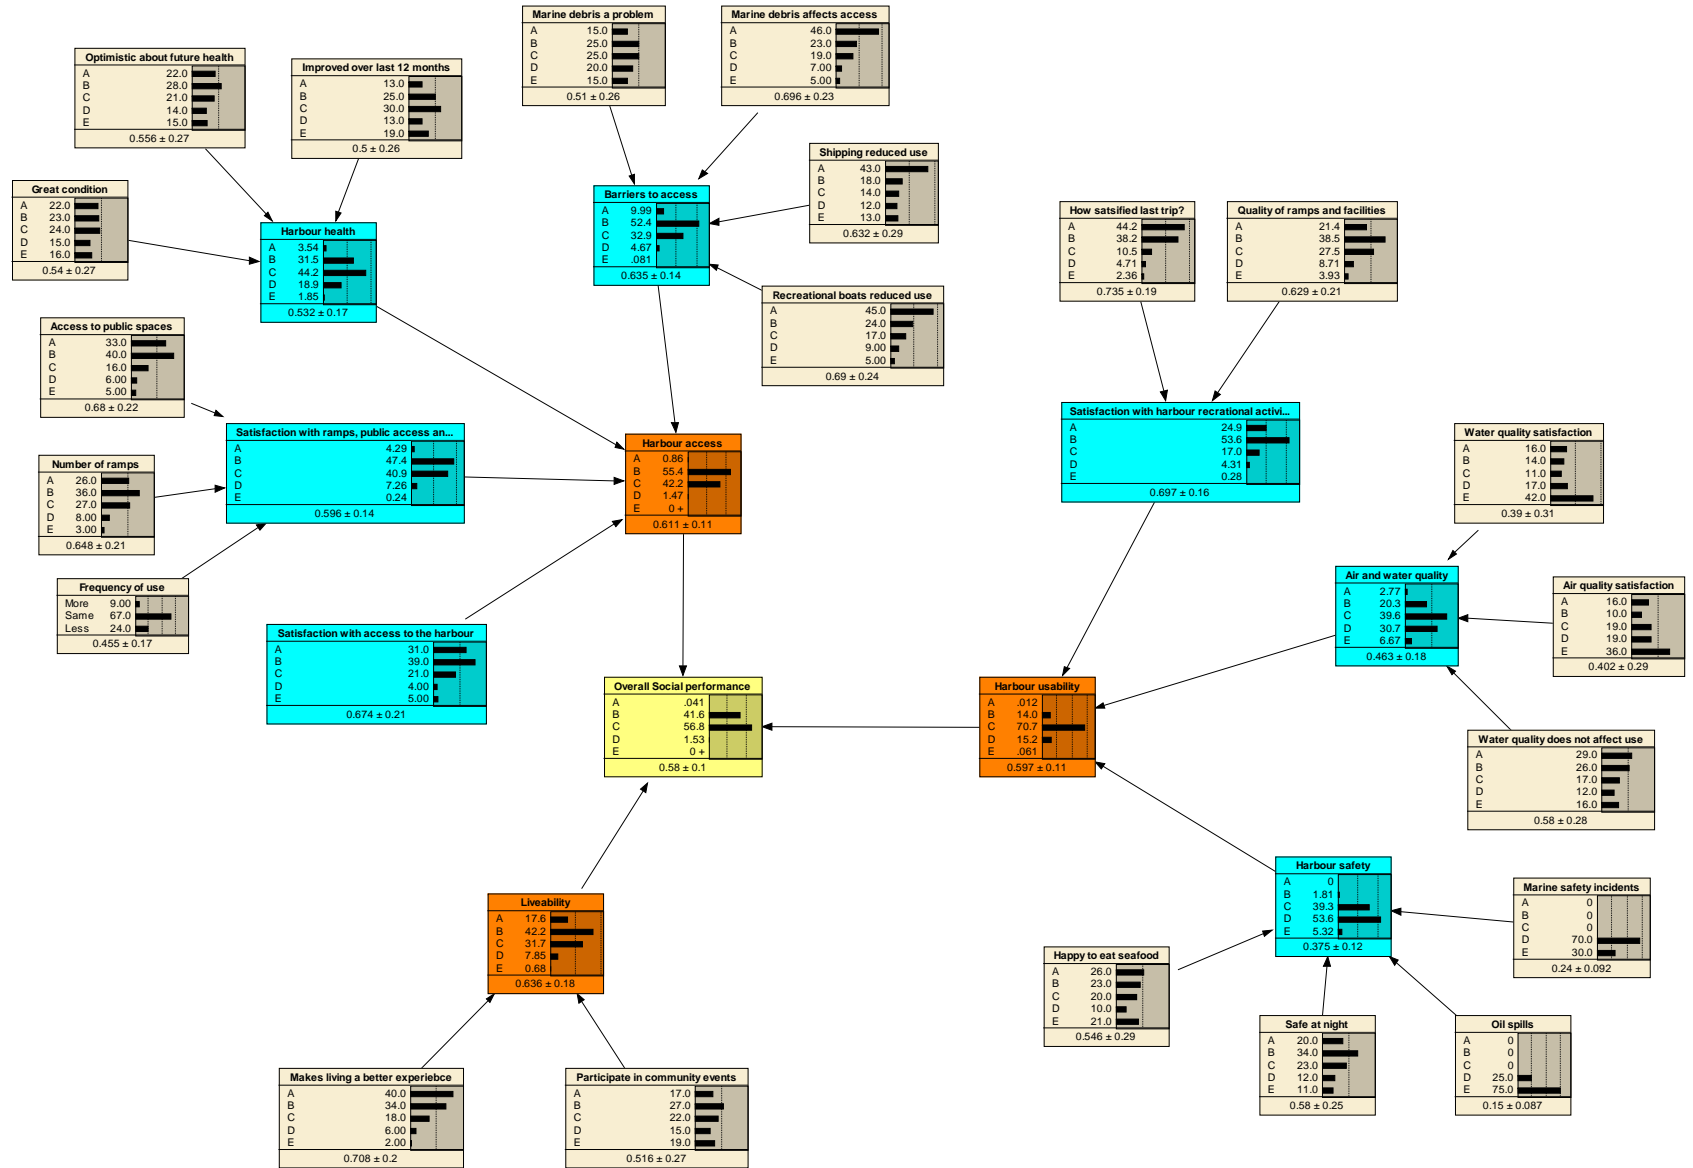 Marine debris a problem
A 15.0
B 25.0
C 25.0
D 20.0
E 15.0
0.51 ± 0.26
Marine debris affects access
A 46.0
B 23.0
C 19.0
D 7.00
E 5.00
0.696 ± 0.23
Optimistic about future health
A 22.0
B 28.0
C 21.0
D 14.0
E 15.0
0.556 ± 0.27
Improved over last 12 months
A 13.0
B 25.0
C 30.0
D 13.0
E 19.0
0.5 ± 0.26
Shipping reduced use
A 43.0
B 18.0
C 14.0
D 12.0
E 13.0
0.632 ± 0.29
Great condition
A 22.0
B 23.0
C 24.0
D 15.0
E 16.0
0.54 ± 0.27
Barriers to access
A 9.99
B 52.4
C 32.9
D 4.67
E .081
0.635 ± 0.14
How satsified last trip?
A 44.2
B 38.2
C 10.5
D 4.71
E 2.36
0.735 ± 0.19
Quality of ramps and facilities
A 21.4
B 38.5
C 27.5
D 8.71
E 3.93
0.629 ± 0.21
Harbour health
A 3.54
B 31.5
C 44.2
D 18.9
E 1.85
0.532 ± 0.17
Recreational boats reduced use
A 45.0
B 24.0
C 17.0
D 9.00
E 5.00
0.69 ± 0.24
Access to public spaces
A 33.0
B 40.0
C 16.0
D 6.00
E 5.00
0.68 ± 0.22
Satisfaction with harbour recrational activi...
A 24.9
B 53.6
C 17.0
D 4.31
E 0.28
0.697 ± 0.16
Satisfaction with ramps, public access an...
A 4.29
B 47.4
C 40.9
D 7.26
E 0.24
0.596 ± 0.14
Harbour access
A 0.86
B 55.4
C 42.2
D 1.47
E 0 +
0.611 ± 0.11
Water quality satisfaction
A 16.0
B 14.0
C 11.0
D 17.0
E 42.0
0.39 ± 0.31
Number of ramps
A 26.0
B 36.0
C 27.0
D 8.00
E 3.00
0.648 ± 0.21
Air and water quality
A 2.77
B 20.3
C 39.6
D 30.7
E 6.67
0.463 ± 0.18
Air quality satisfaction
A 16.0
B 10.0
C 19.0
D 19.0
E 36.0
0.402 ± 0.29
Frequency of use
More 9.00
Same 67.0
Less 24.0
0.455 ± 0.17
Satisfaction with access to the harbour
A 31.0
B 39.0
C 21.0
D 4.00
E 5.00
0.674 ± 0.21
Overall Social performance
A .041
B 41.6
C 56.8
D 1.53
E 0 +
0.58 ± 0.1
Harbour usability
A .012
B 14.0
C 70.7
D 15.2
E .061
0.597 ± 0.11
Water quality does not affect use
A 29.0
B 26.0
C 17.0
D 12.0
E 16.0
0.58 ± 0.28
Harbour safety
A 0
B 1.81
C 39.3
D 53.6
E 5.32
0.375 ± 0.12
Marine safety incidents
A 0
B 0
C 0
D 70.0
E 30.0
0.24 ± 0.092
Liveability
A 17.6
B 42.2
C 31.7
D 7.85
E 0.68
0.636 ± 0.18
Happy to eat seafood
A 26.0
B 23.0
C 20.0
D 10.0
E 21.0
0.546 ± 0.29
Safe at night
A 20.0
B 34.0
C 23.0
D 12.0
E 11.0
0.58 ± 0.25
Oil spills
A 0
B 0
C 0
D 25.0
E 75.0
0.15 ± 0.087
Makes living a better experiebce
A 40.0
B 34.0
C 18.0
D 6.00
E 2.00
0.708 ± 0.2
Participate in community events
A 17.0
B 27.0
C 22.0
D 15.0
E 19.0
0.516 ± 0.27